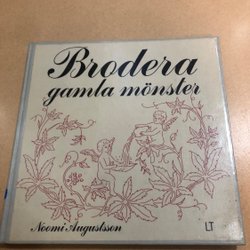 Brodera
gamla mönster
Noomi Augustsson
LT